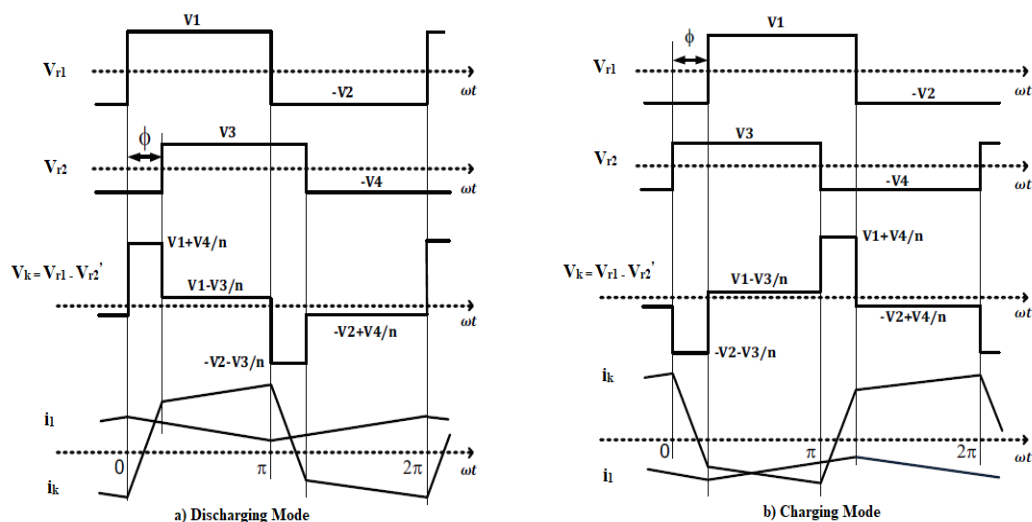 V1
Vr1
-V2
ωt
ϕ
V3
Vr2
-V4
ωt
V1+V4/n
Vk = Vr1 - Vr2'
V1-V3/n
ωt
-V2+V4/n
-V2-V3/n
i1
0
π
2π
ωt
ik
a) Discharging Mode
V1
ϕ
Vr1
-V2
ωt
V3
Vr2
-V4
ωt
V1+V4/n
Vk = Vr1 - Vr2'
V1-V3/n
ωt
-V2+V4/n
-V2-V3/n
ik
0
π
2π
ωt
i1
b) Charging Mode